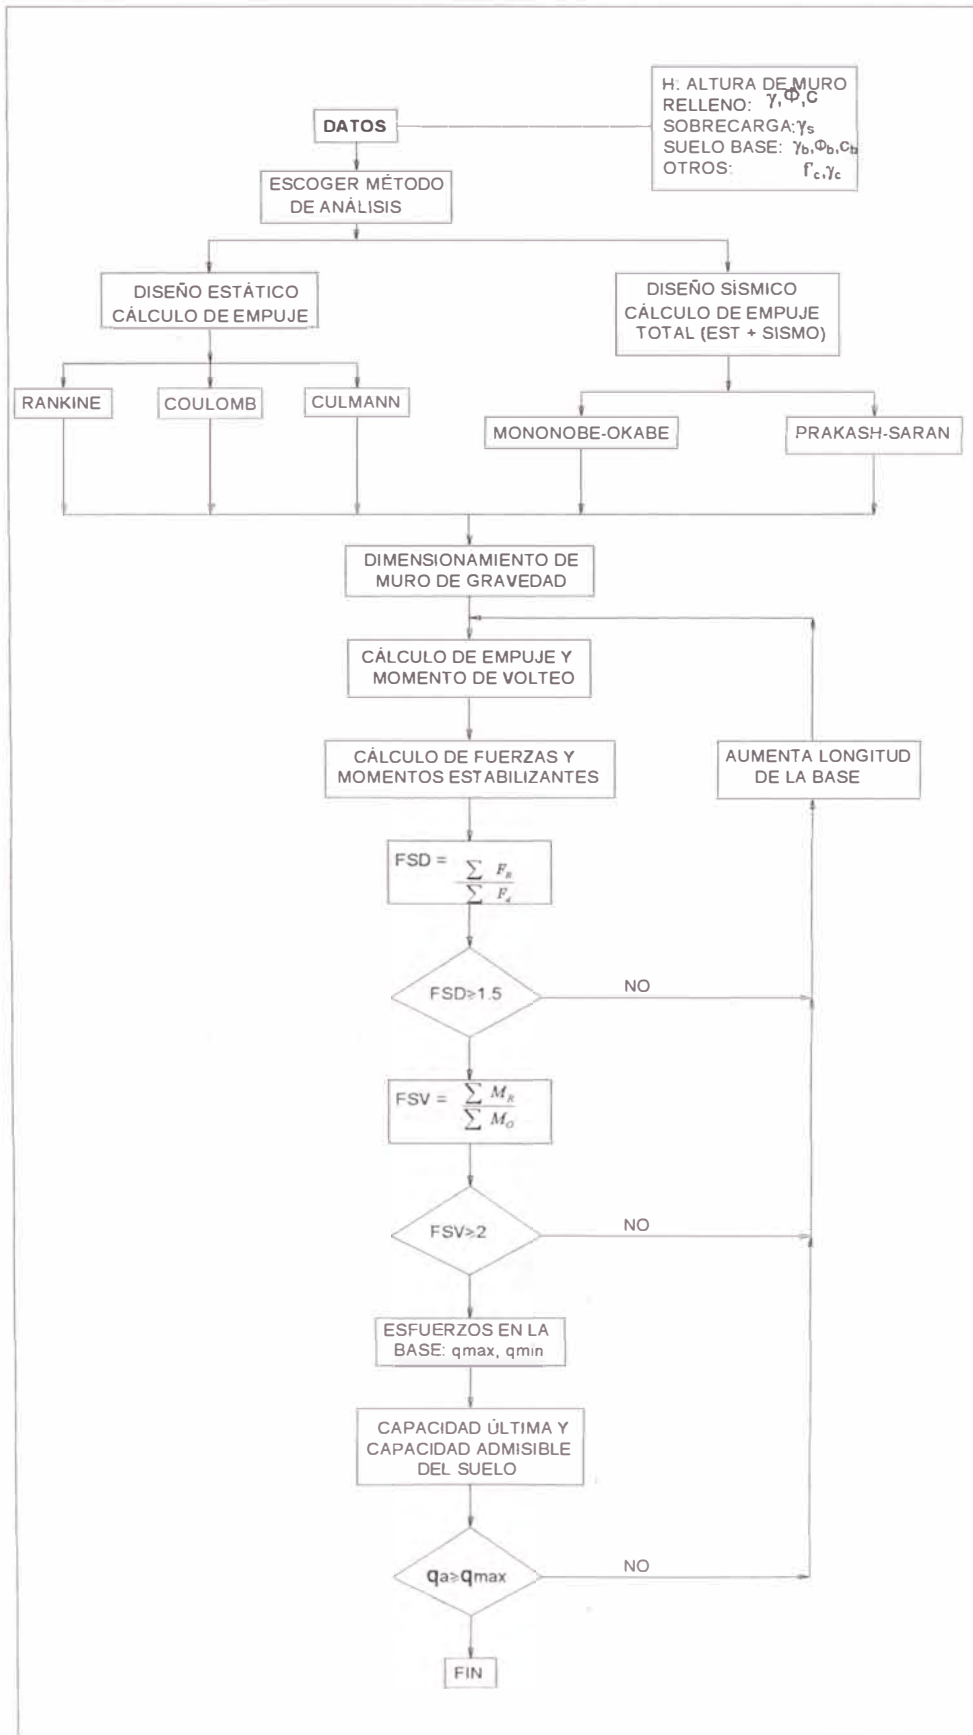 H: ALTURA DE MURO
RELLENO: γ,Φ,C
SOBRECARGA:γs
SUELO BASE: γb,Φb,cb
OTROS: f'c,γc
DATOS
ESCOGER MÉTODO
DE ANÁLISIS
DISEÑO ESTÁTICO
CÁLCULO DE EMPUJE
DISEÑO SÍSMICO
CÁLCULO DE EMPUJE
TOTAL (EST + SISMO)
RANKINE
COULOMB
CULMANN
MONONOBE-OKABE
PRAKASH-SARAN
DIMENSIONAMIENTO DE
MURO DE GRAVEDAD
CÁLCULO DE EMPUJE Y
MOMENTO DE VOLTEO
CÁLCULO DE FUERZAS Y
MOMENTOS ESTABILIZANTES
AUMENTA LONGITUD
DE LA BASE
FSD = ∑ FR / ∑ Fd
FSD≥1.5
NO
FSV = ∑ MR / ∑ MO
FSV≥2
NO
ESFUERZOS EN LA
BASE: qmax, qmin
CAPACIDAD ÚLTIMA Y
CAPACIDAD ADMISIBLE
DEL SUELO
qa≥qmax
NO
FIN